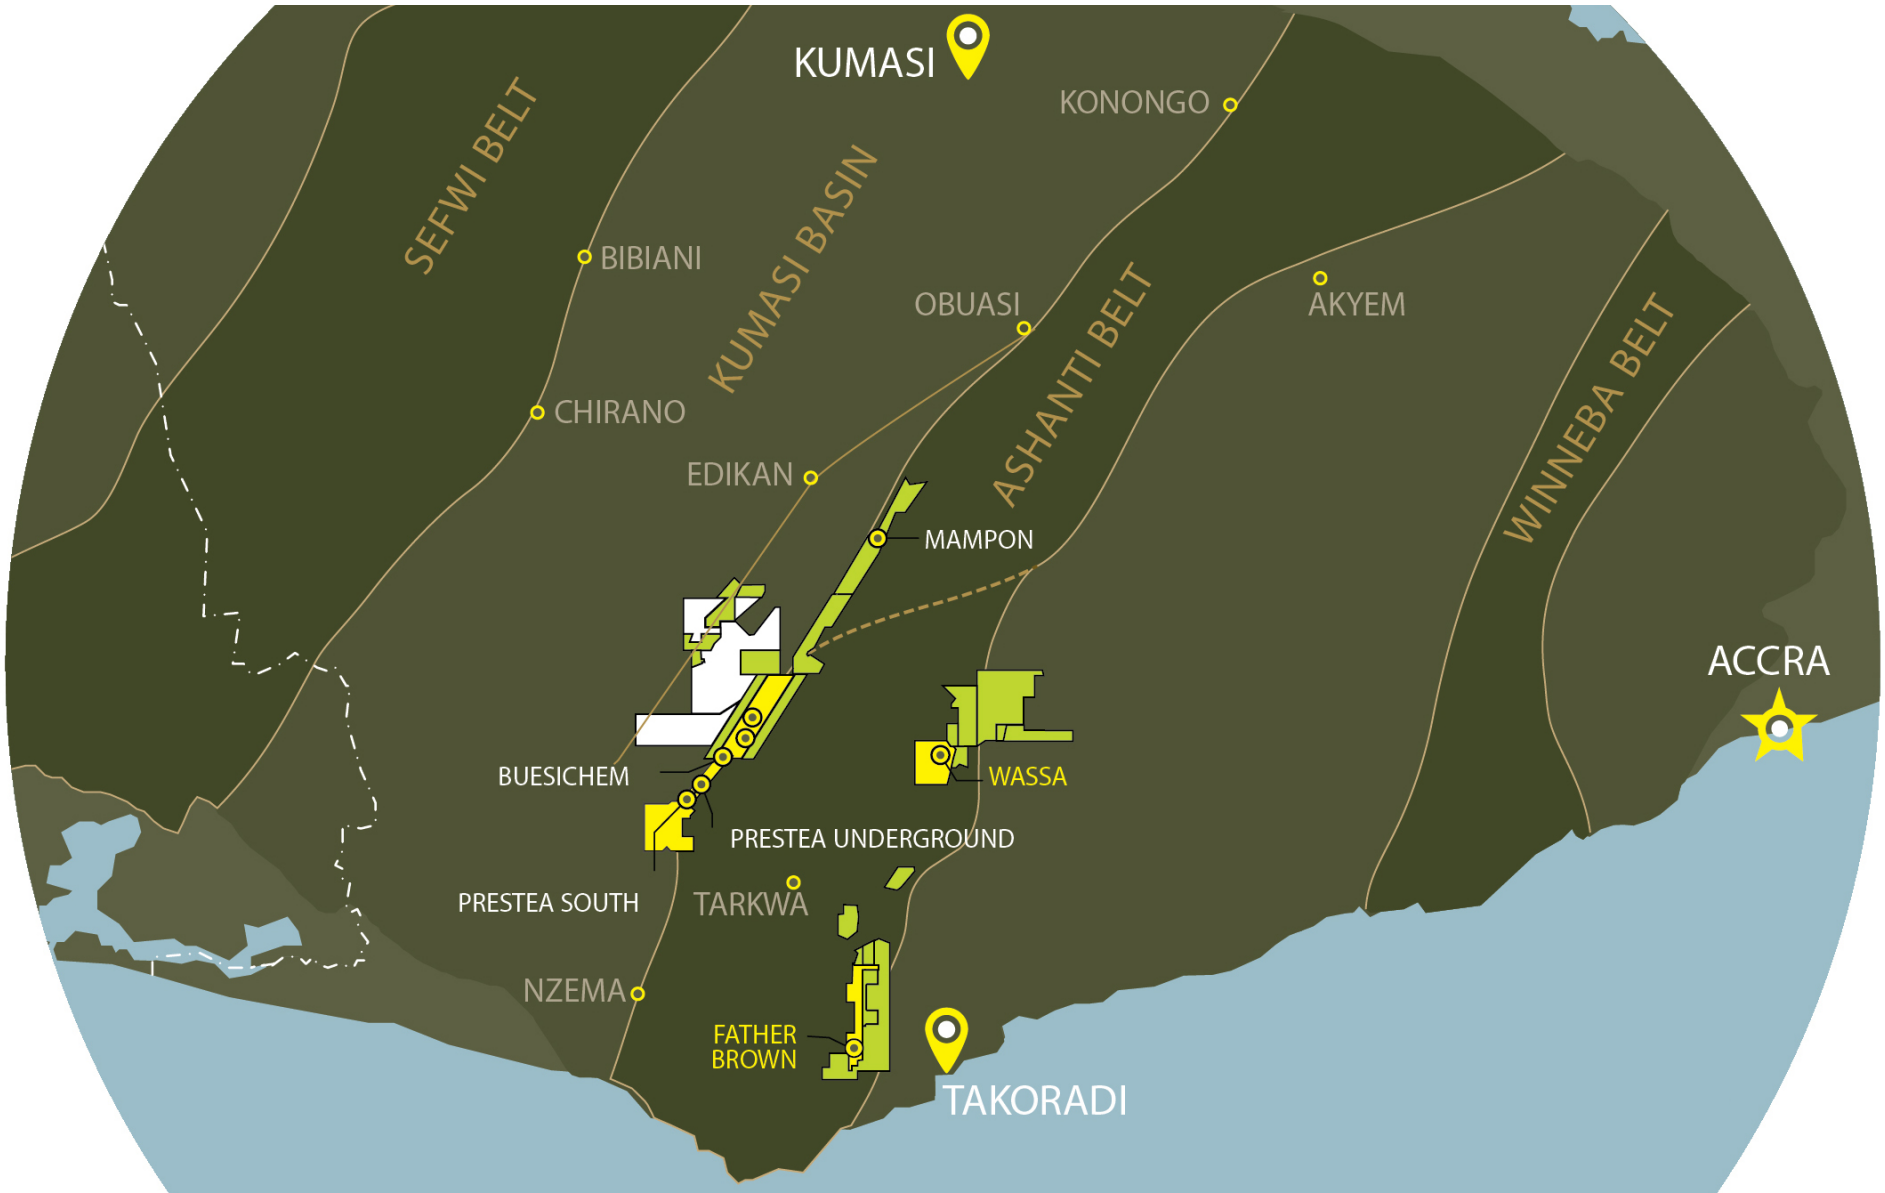 KUMASI
KONONGO
SEFWI BELT
KUMASI BASIN
BIBIANI
OBUASI
AKYEM
ASHANTI BELT
WINNEBA BELT
CHIRANO
EDIKAN
MAMPON
ACCRA
BUESICHEM
WASSA
PRESTEA UNDERGROUND
PRESTEA SOUTH
TARKWA
NZEMA
FATHER
BROWN
TAKORADI